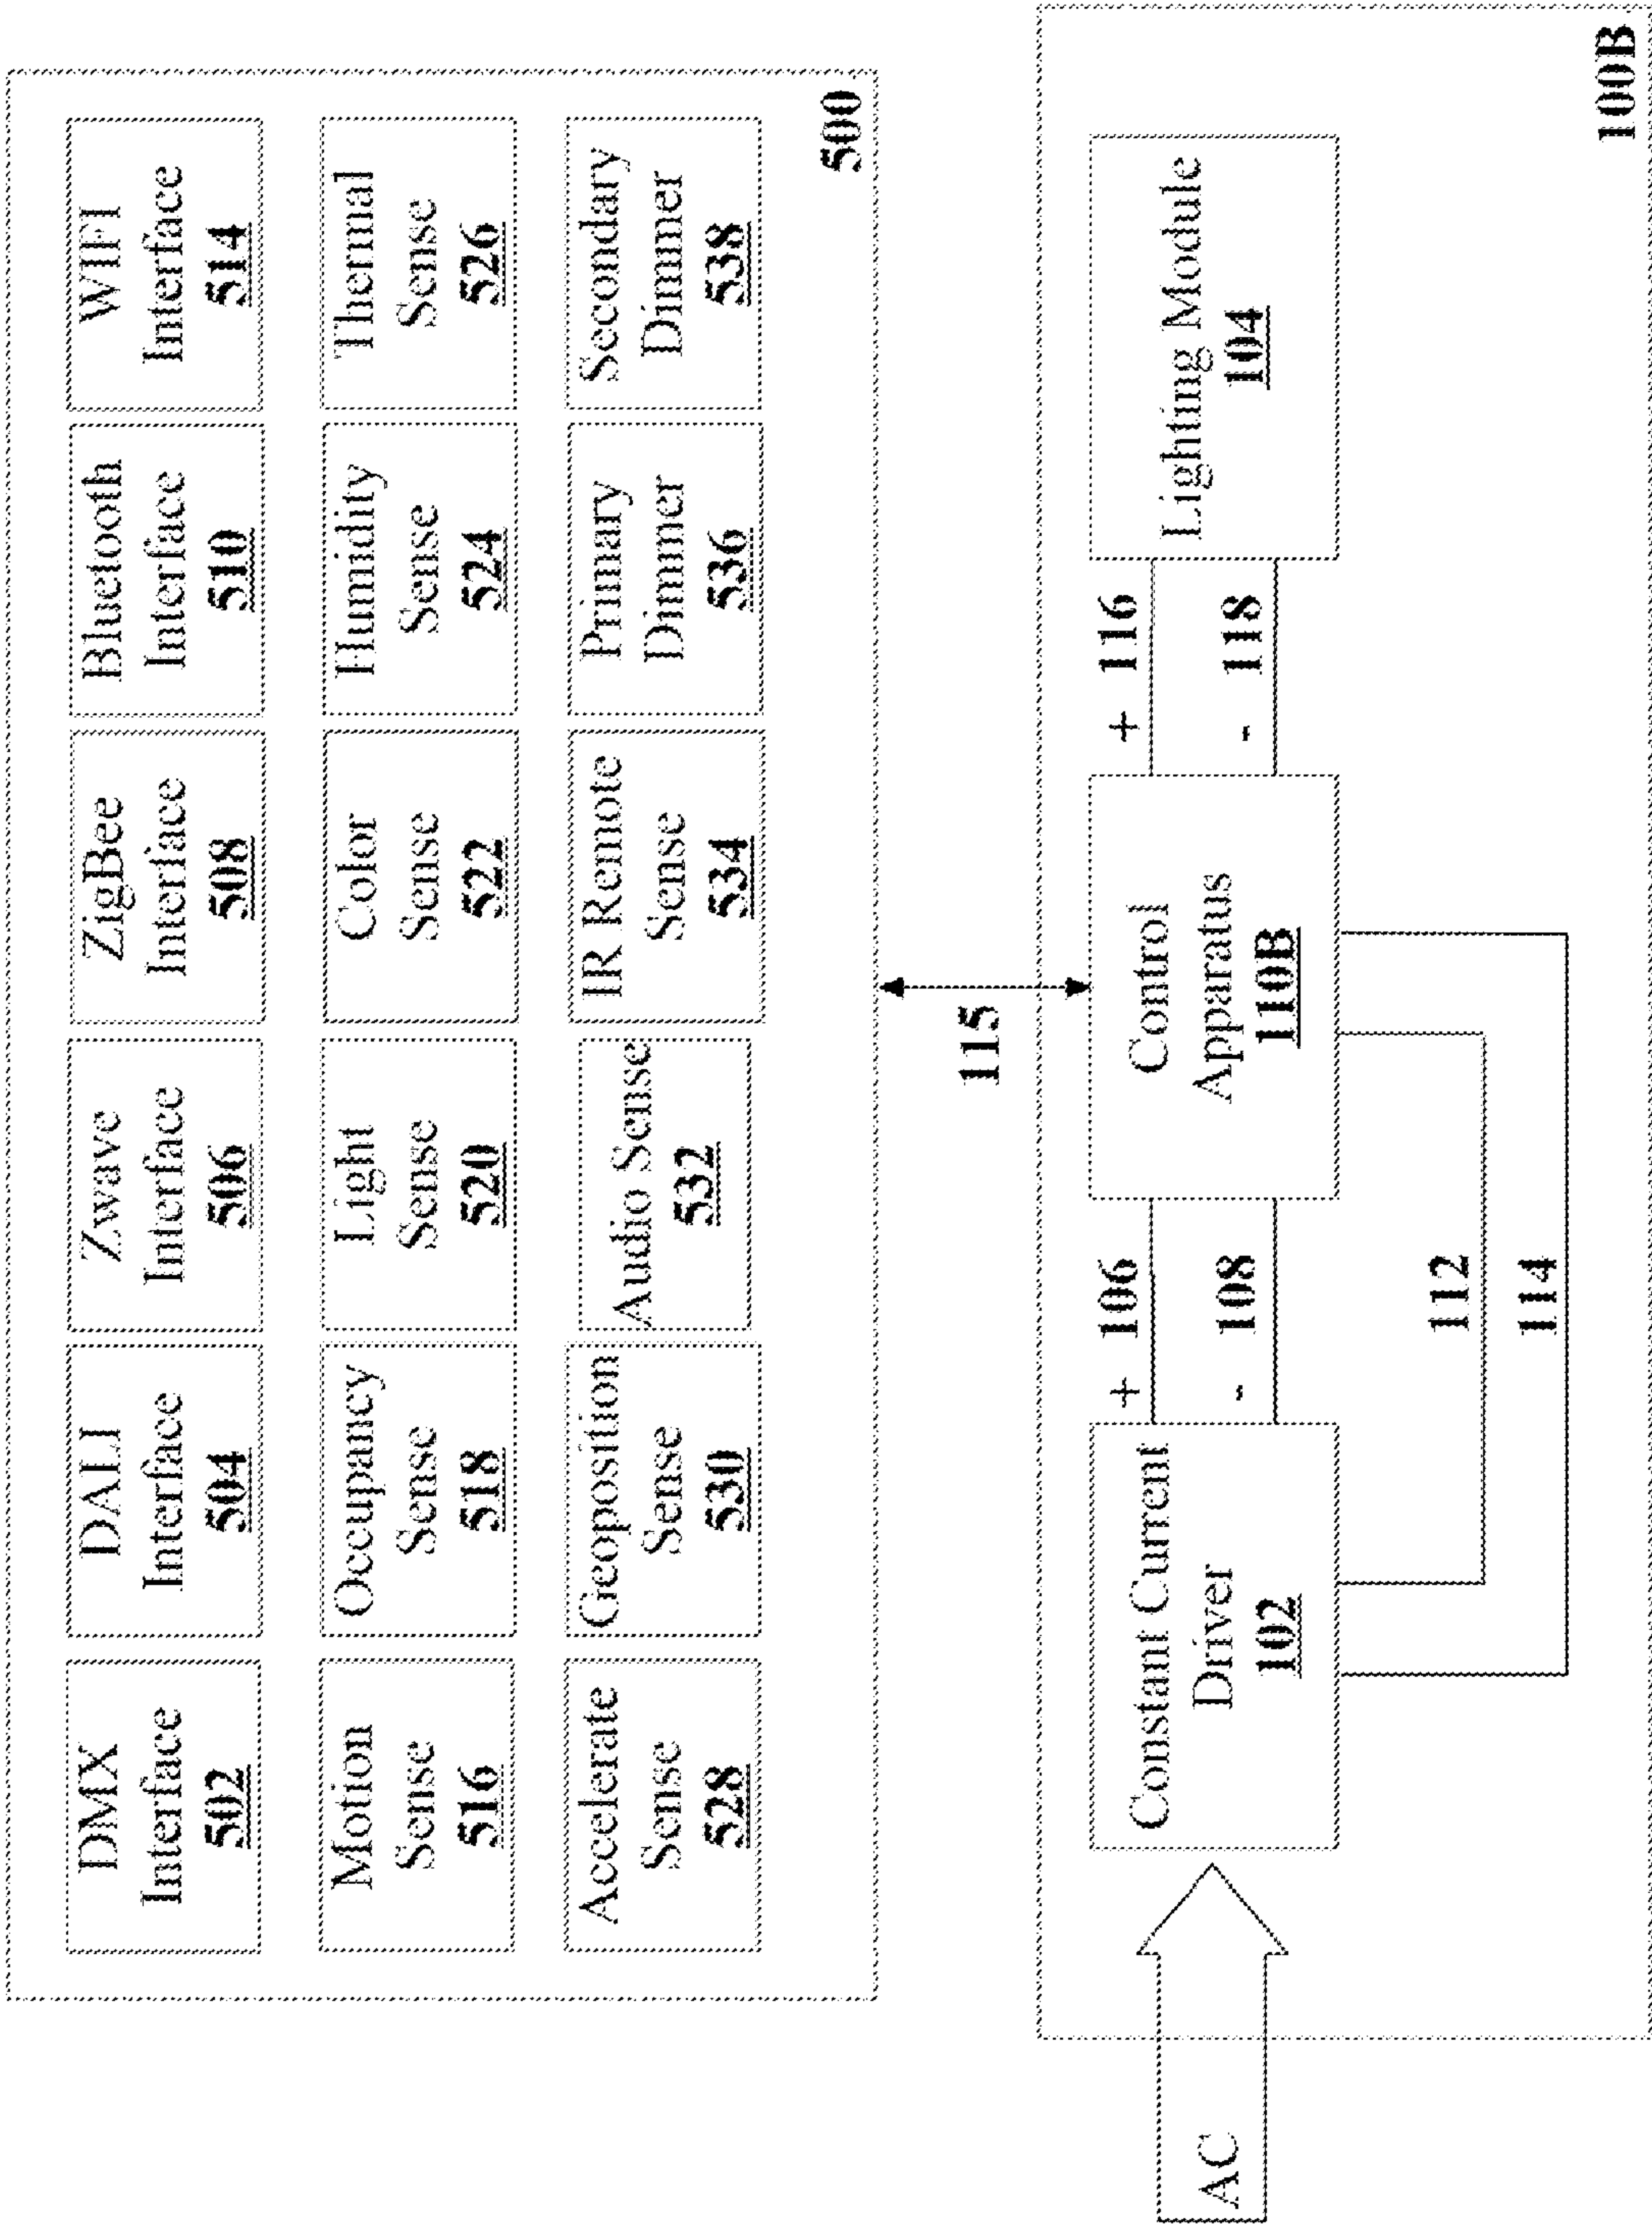 DMX
Interface
502
DALI
Interface
504
Zwave
Interface
506
ZigBee
Interface
508
Bluetooth
Interface
510
WIFI
Interface
514
Motion
Sense
516
Occupancy
Sense
518
Light
Sense
520
Color
Sense
522
Humidity
Sense
524
Thermal
Sense
526
Accelerate
Sense
528
Geoposition
Sense
530
Audio Sense
532
IR Remote
Sense
534
Primary
Dimmer
536
Secondary
Dimmer
538
500
115
AC
Constant Current
Driver
102
+ 106
- 108
Control
Apparatus
110B
+ 116
- 118
Lighting Module
104
112
114
100B